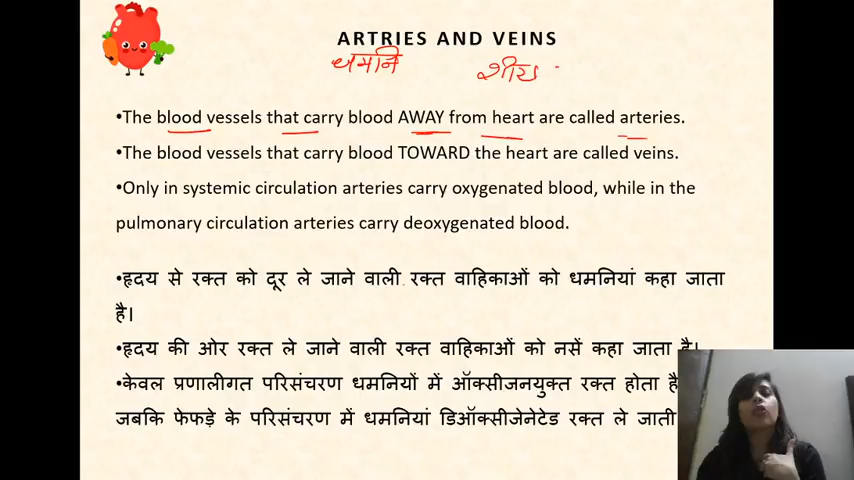 ARTRIES AND VEINS
धमनि
•The blood vessels that carry blood AWAY from heart are called arteries.
•The blood vessels that carry blood TOWARD the heart are called veins.
•Only in systemic circulation arteries carry oxygenated blood, while in the
pulmonary circulation arteries carry deoxygenated blood.
•हृदय से रक्त को दूर ले जाने वाली रक्त वाहिकाओं को धमनियां कहा जाता
है।
•हृदय की ओर रक्त ले जाने वाली रक्त वाहिकाओं को नसें कहा जाता है।
•केवल प्रणालीगत परिसंचरण धमनियों में ऑक्सीजनयुक्त रक्त होता है
जबकि फेफड़े के परिसंचरण में धमनियां डिऑक्सीजेनेटेड रक्त ले जाती